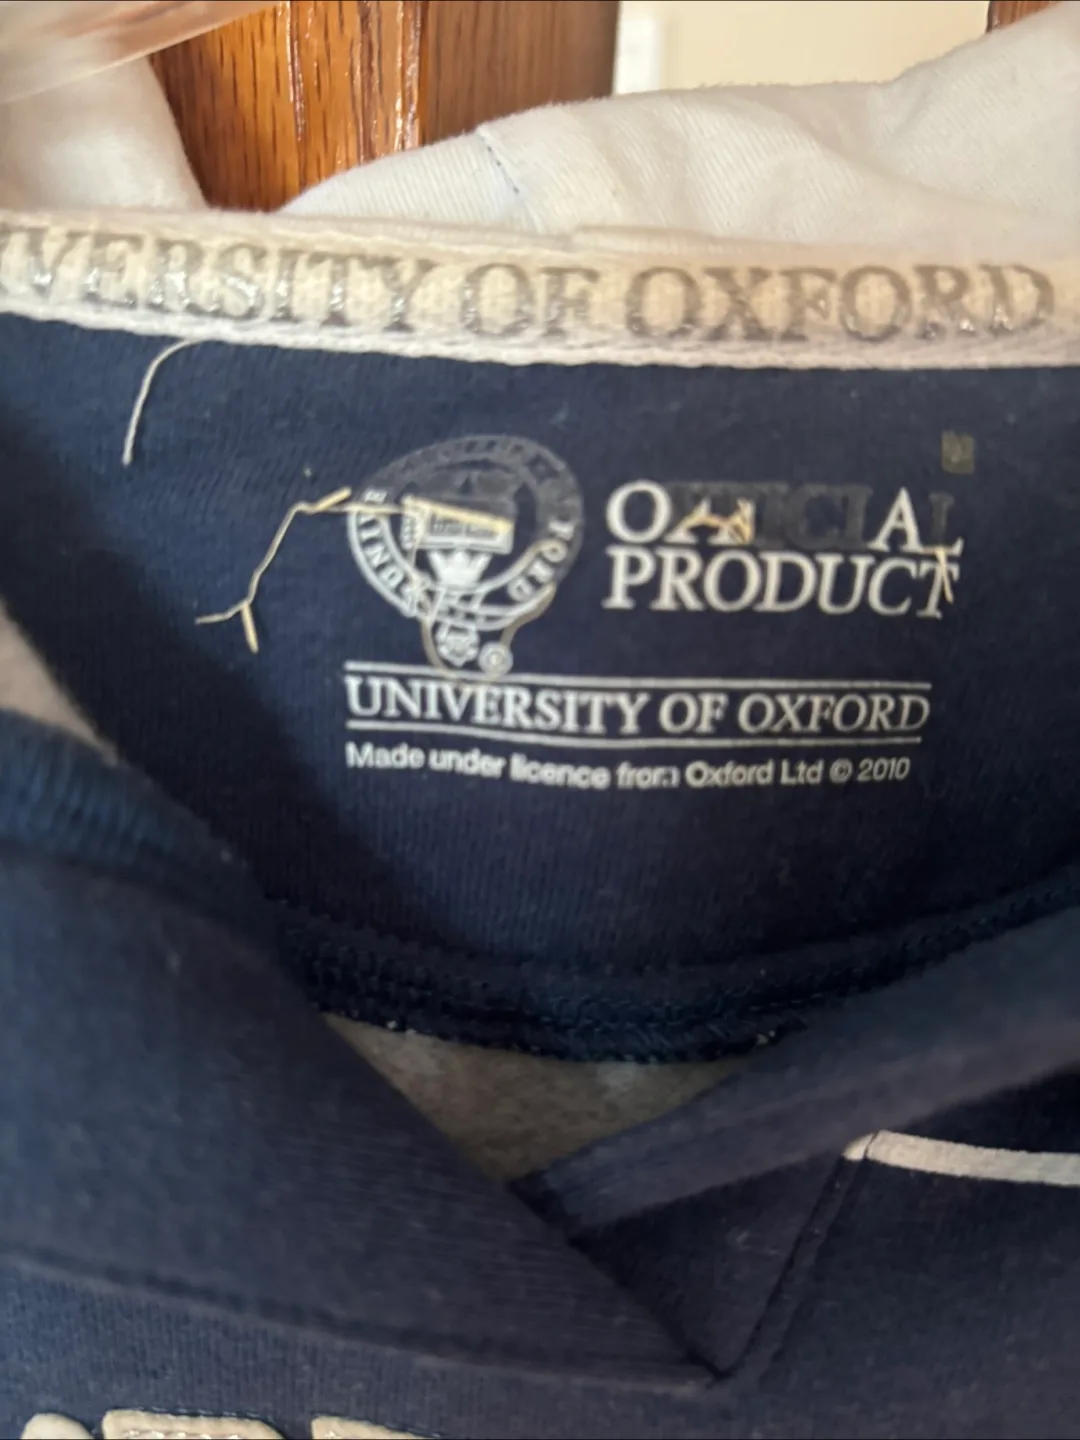 VERSITY OF OXFORD
OFFICIAL
PRODUCT
UNIVERSITY OF OXFORD
Made under licence from Oxford Ltd © 2010